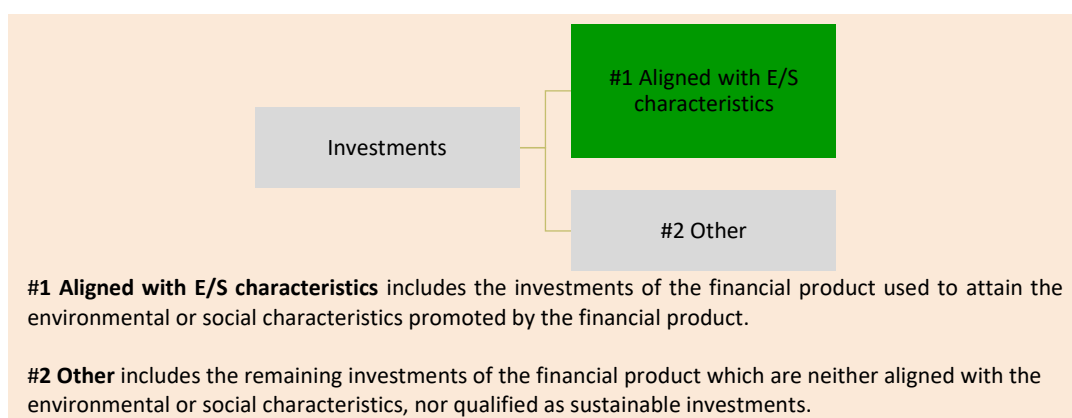 #1 Aligned with E/S
characteristics
Investments
#2 Other
#1 Aligned with E/S characteristics includes the investments of the financial product used to attain the
environmental or social characteristics promoted by the financial product.
#2 Other includes the remaining investments of the financial product which are neither aligned with the
environmental or social characteristics, nor qualified as sustainable investments.